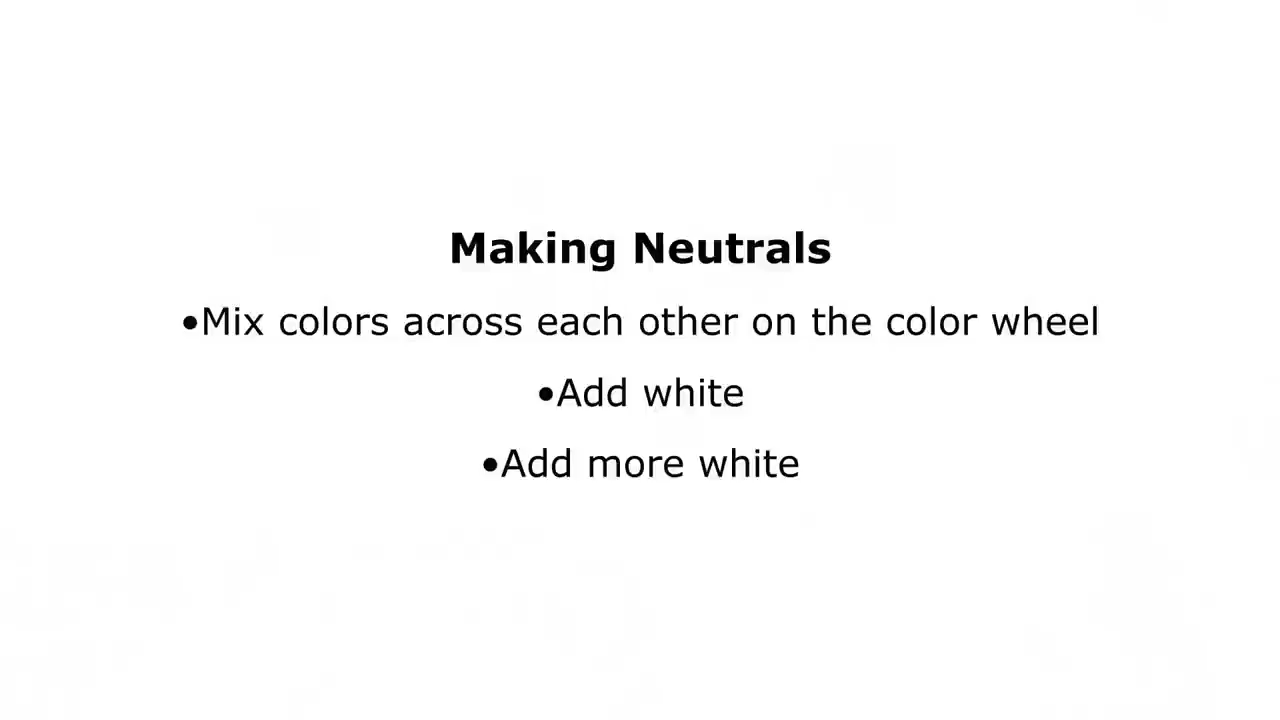 Making Neutrals
•Mix colors across each other on the color wheel
•Add white
•Add more white